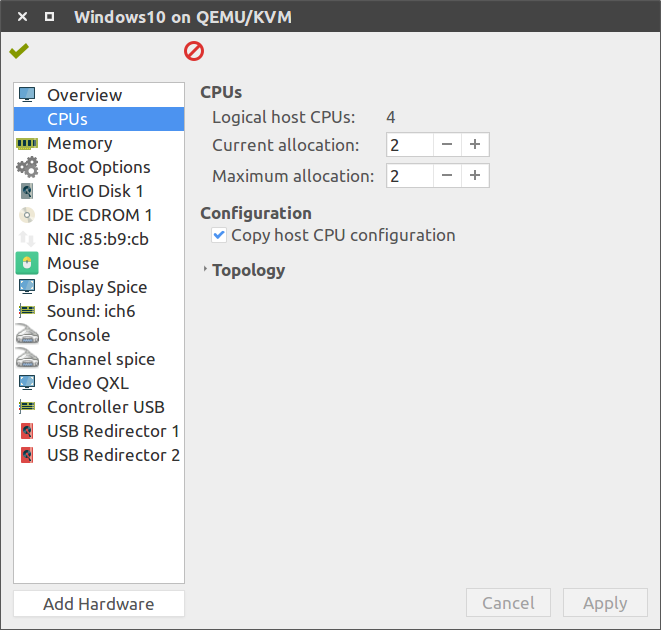 Windows10 on QEMU/KVM
Overview
CPUs
Memory
Boot Options
VirtIO Disk 1
IDE CDROM 1
NIC :85:b9:cb
Mouse
Display Spice
Sound: ich6
Console
Channel spice
Video QXL
Controller USB
USB Redirector 1
USB Redirector 2
Add Hardware
CPUs
Logical host CPUs: 4
Current allocation: 2
Maximum allocation: 2
Configuration
Copy host CPU configuration
Topology
Cancel Apply